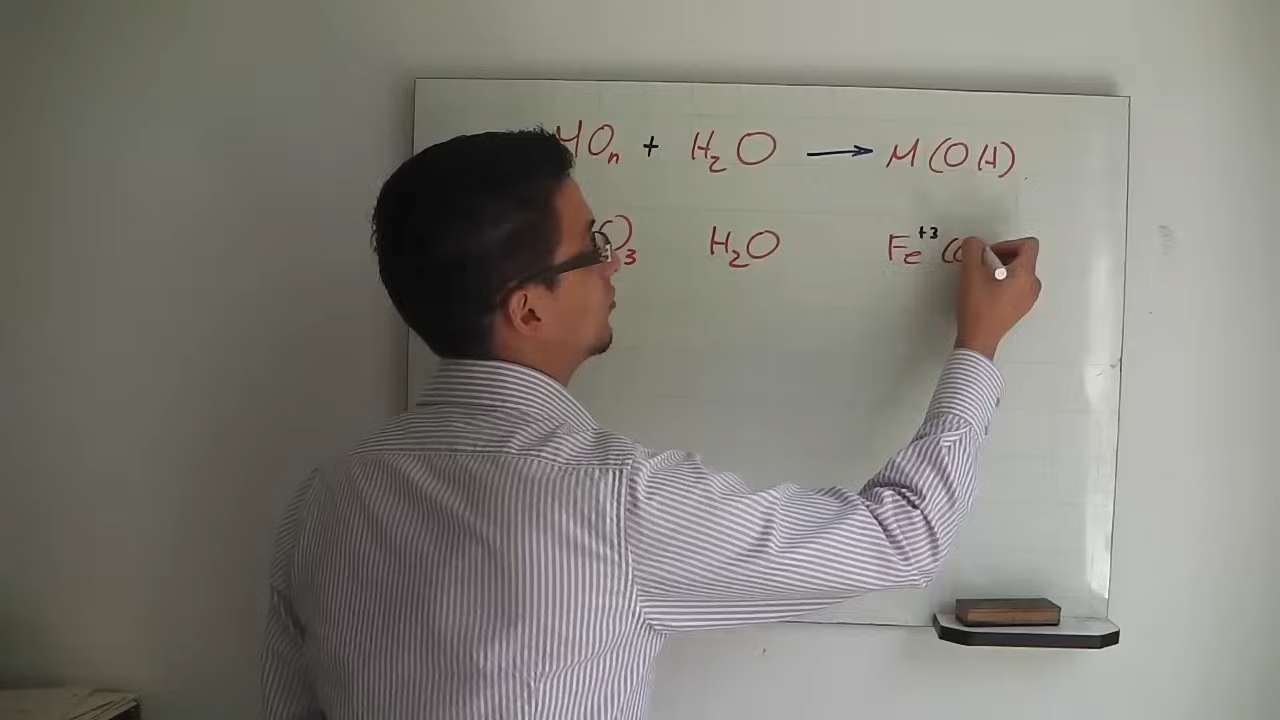 MOₙ + H₂O → M(OH)
O₃ H₂O Fe⁺³(